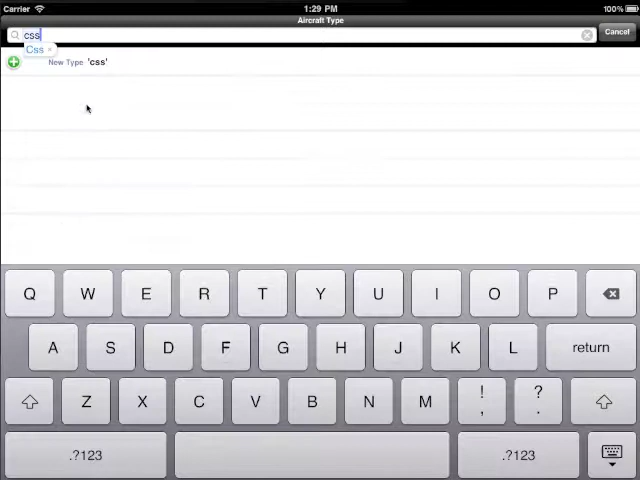 Carrier 1:29 PM 100%
Aircraft Type
css Cancel
Css ×
New Type 'css'
Q W E R T Y U I O P
A S D F G H J K L return
Z X C V B N M ! , ? .
.?123 .?123